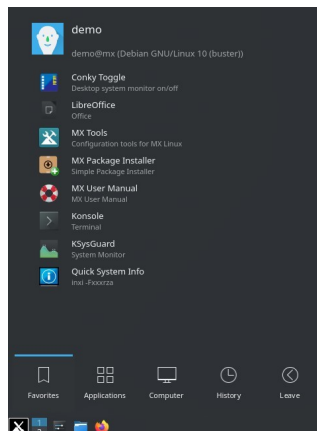 demo
demo@mx (Debian GNU/Linux 10 (buster))
Conky Toggle
Desktop system monitor on/off
LibreOffice
Office
MX Tools
Configuration tools for MX Linux
MX Package Installer
Simple Package Installer
MX User Manual
MX User Manual
Konsole
Terminal
KSysGuard
System Monitor
Quick System Info
inxi -Fxxxrza
Favorites Applications Computer History Leave
1